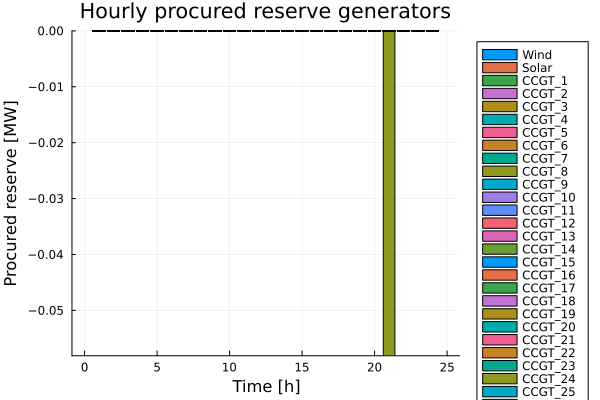 Hourly procured reserve generators
Procured reserve [MW]
0.00
−0.01
−0.02
−0.03
−0.04
−0.05
0
5
10
15
20
25
Time [h]
Wind
Solar
CCGT_1
CCGT_2
CCGT_3
CCGT_4
CCGT_5
CCGT_6
CCGT_7
CCGT_8
CCGT_9
CCGT_10
CCGT_11
CCGT_12
CCGT_13
CCGT_14
CCGT_15
CCGT_16
CCGT_17
CCGT_18
CCGT_19
CCGT_20
CCGT_21
CCGT_22
CCGT_23
CCGT_24
CCGT_25